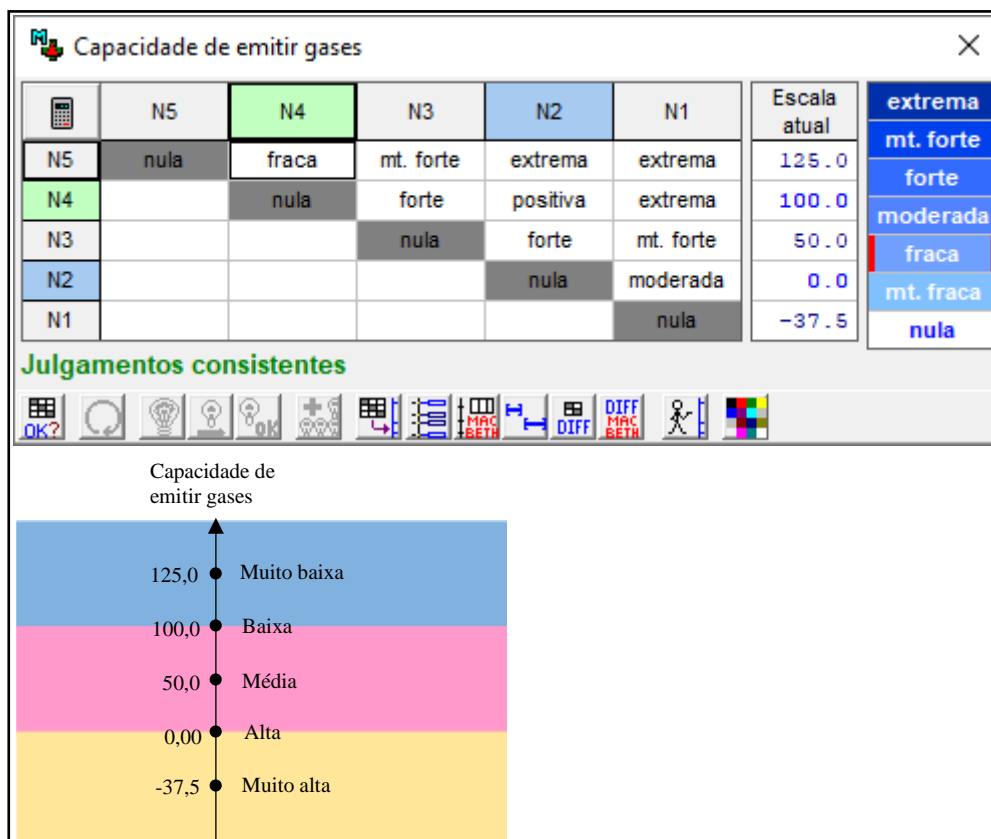 Capacidade de emitir gases
N5 N4 N3 N2 N1 Escala atual
N5 nula fraca mt. forte extrema extrema 125.0
N4 nula forte positiva extrema 100.0
N3 nula forte mt. forte 50.0
N2 nula moderada 0.0
N1 nula -37.5
extrema
mt. forte
forte
moderada
fraca
mt. fraca
nula
Julgamentos consistentes
OK? OK MAC BETH DIFF DIFF MAC BETH
Capacidade de
emitir gases
125,0 Muito baixa
100,0 Baixa
50,0 Média
0,00 Alta
-37,5 Muito alta